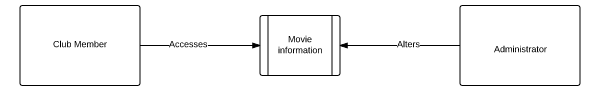 Club Member
Accesses
Movie
information
Alters
Administrator